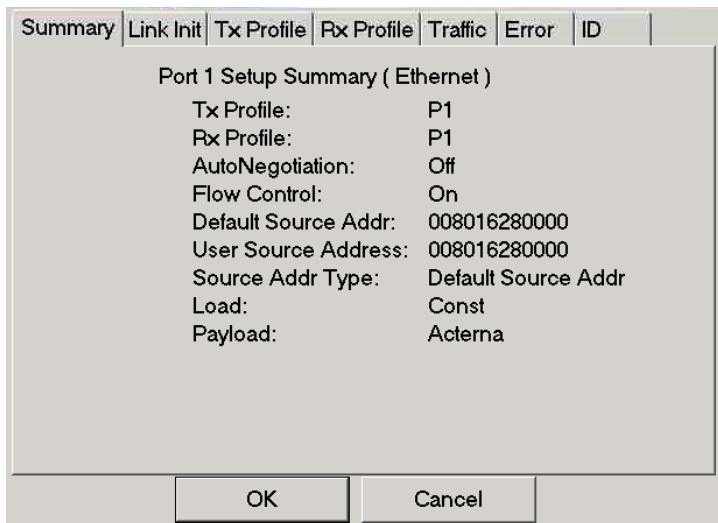 Summary Link Init Tx Profile Rx Profile Traffic Error ID
Port 1 Setup Summary ( Ethernet )
Tx Profile: P1
Rx Profile: P1
AutoNegotiation: Off
Flow Control: On
Default Source Addr: 008016280000
User Source Address: 008016280000
Source Addr Type: Default Source Addr
Load: Const
Payload: Acterna
OK Cancel